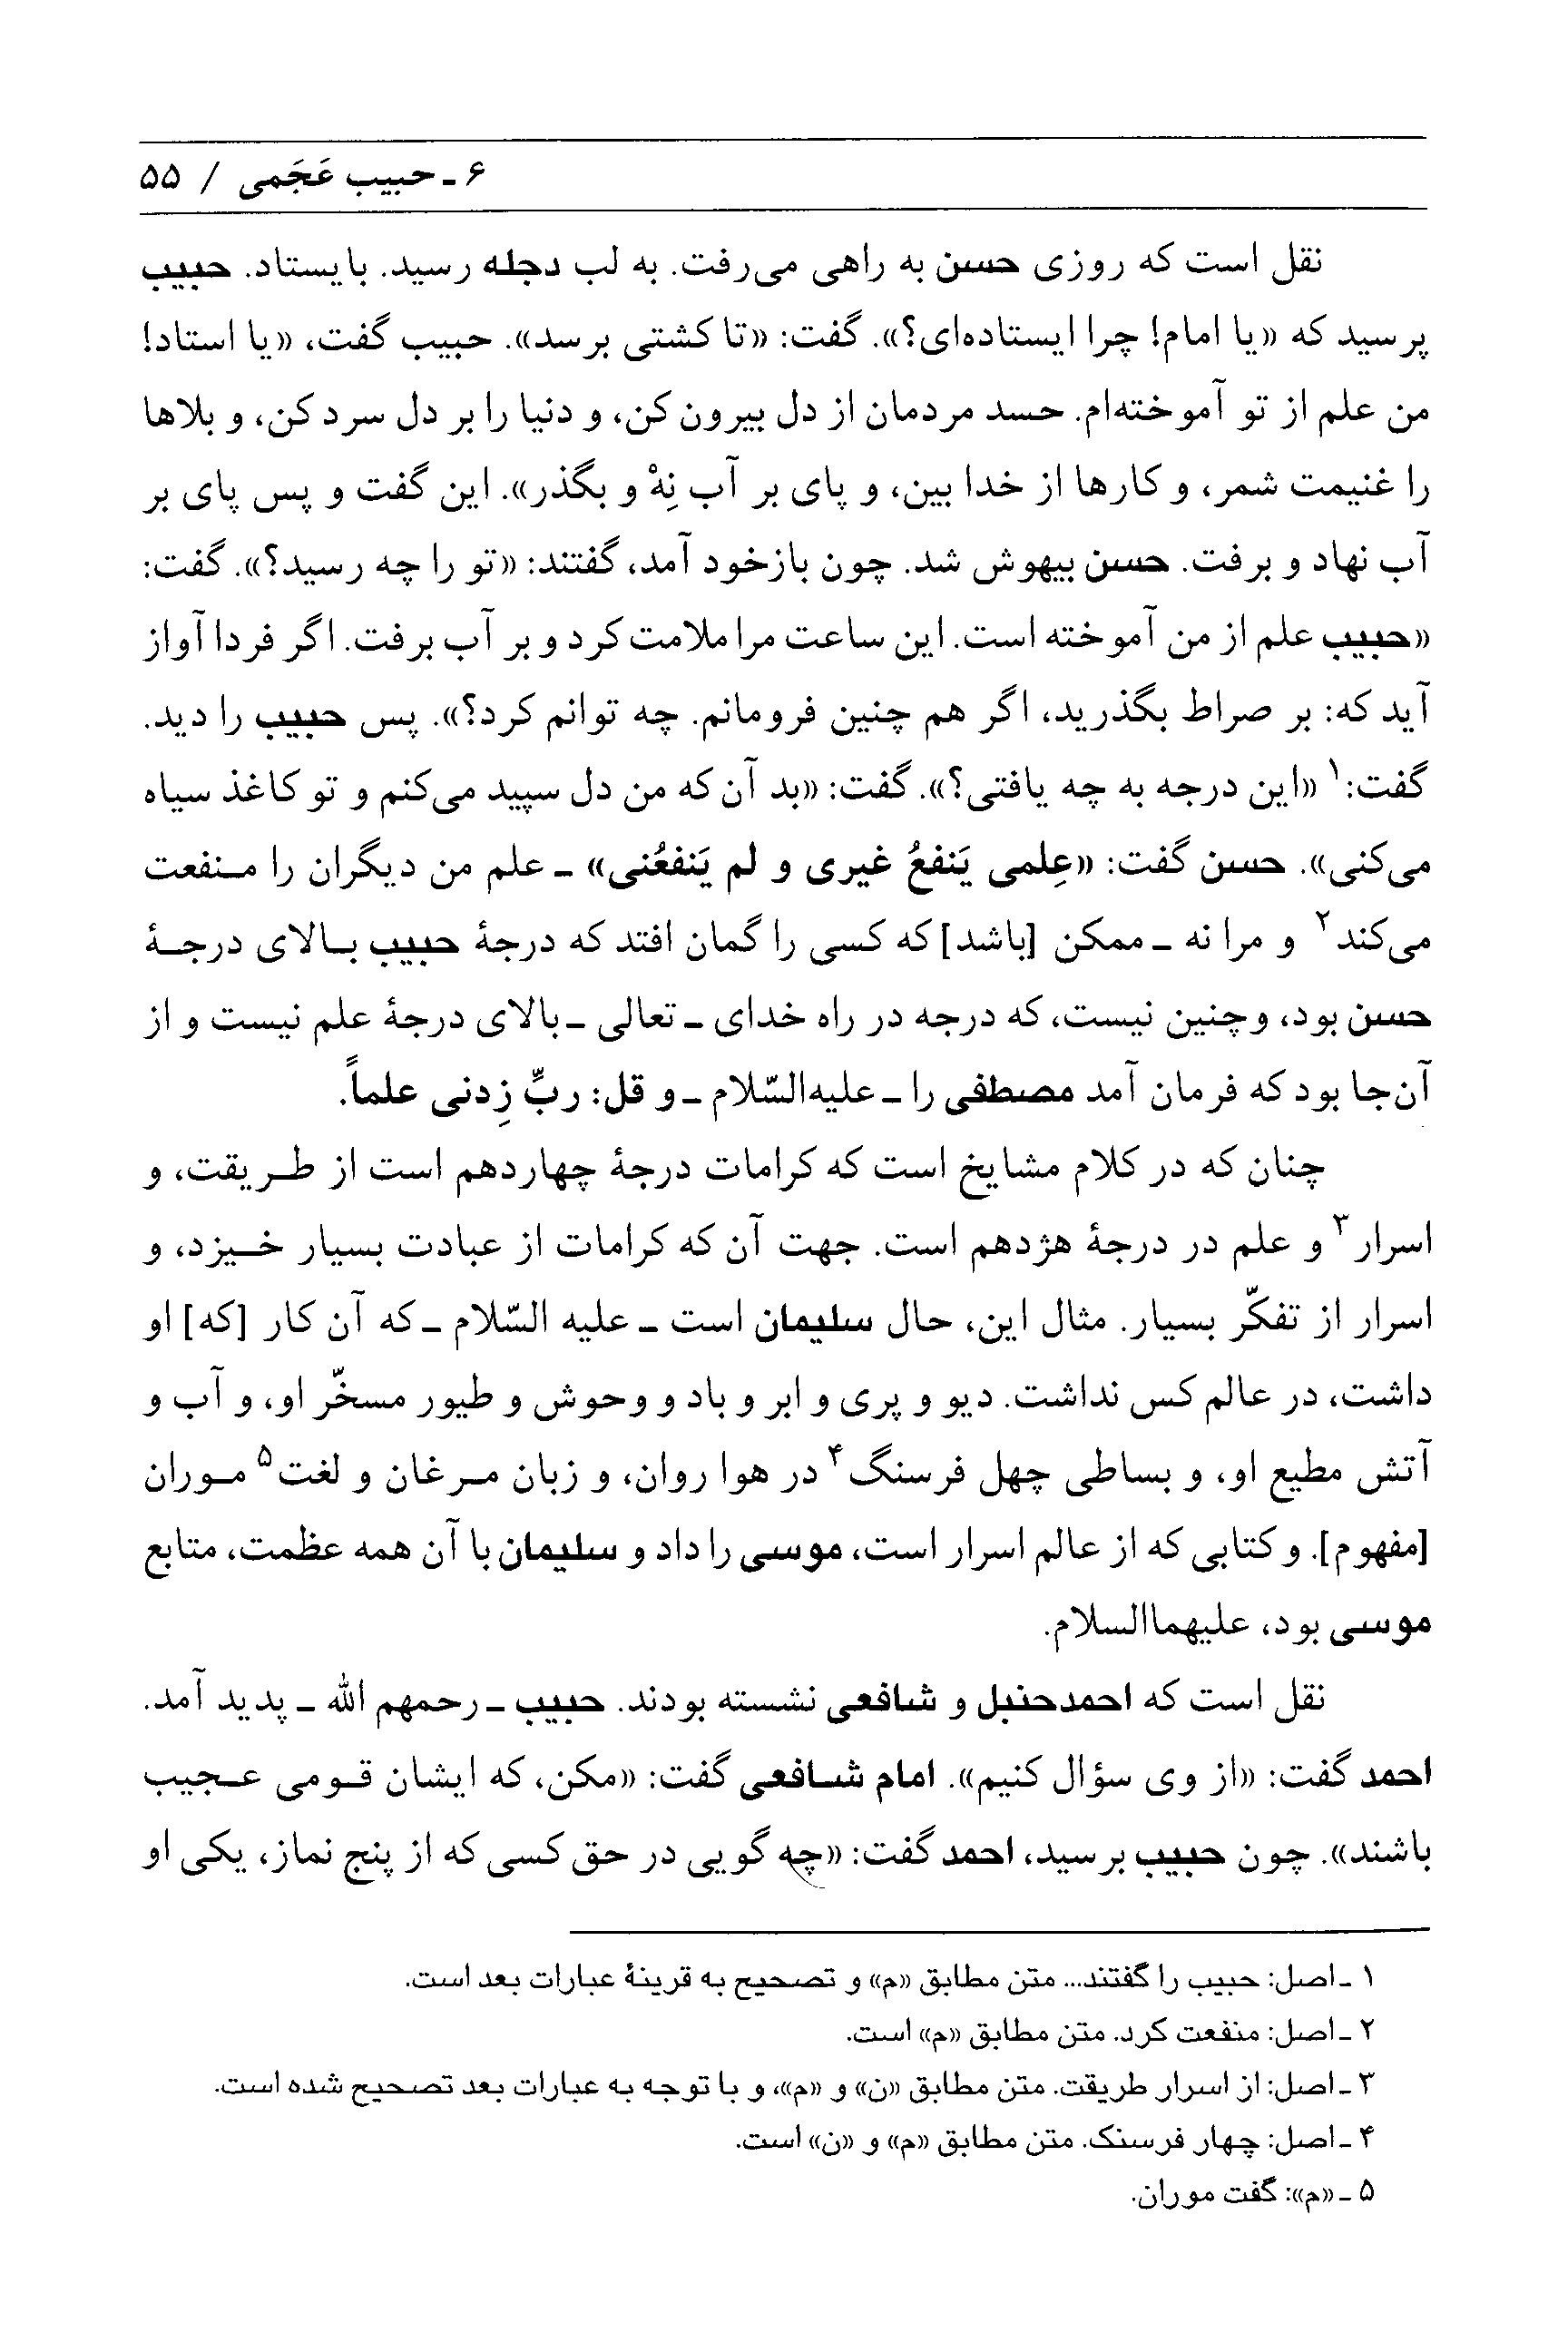 ۶ ـ حبیب عَجَمی / ۵۵
نقل است که روزی حسن به راهی می‌رفت. به لب دجله رسید. بایستاد. حبیب
پرسید که «یا امام! چرا ایستاده‌ای؟». گفت: «تا کشتی برسد». حبیب گفت، «یا استاد!
من علم از تو آموخته‌ام. حسد مردمان از دل بیرون کن، و دنیا را بر دل سرد کن، و بلاها
را غنیمت شمر، و کارها از خدا بین، و پای بر آب نِهْ و بگذر». این گفت و پس پای بر
آب نهاد و برفت. حسن بیهوش شد. چون بازخود آمد، گفتند: «تو را چه رسید؟». گفت:
«حبیب علم از من آموخته است. این ساعت مرا ملامت کرد و بر آب برفت. اگر فردا آواز
آید که: بر صراط بگذرید، اگر هم چنین فرومانم. چه توانم کرد؟». پس حبیب را دید.
گفت:۱ «این درجه به چه یافتی؟». گفت: «بد آن که من دل سپید می‌کنم و تو کاغذ سیاه
می‌کنی». حسن گفت: «عِلمی یَنفعُ غیری و لم یَنفعُنی» ـ علم من دیگران را منفعت
می‌کند۲ و مرا نه ـ ممکن [باشد] که کسی را گمان افتد که درجهٔ حبیب بالای درجهٔ
حسن بود، وچنین نیست، که درجه در راه خدای ـ تعالی ـ بالای درجهٔ علم نیست و از
آن‌جا بود که فرمان آمد مصطفی را ـ علیه‌السّلام ـ و قل: ربِّ زِدنی علماً.
چنان که در کلام مشایخ است که کرامات درجهٔ چهاردهم است از طریقت، و
اسرار۳ و علم در درجهٔ هژدهم است. جهت آن که کرامات از عبادت بسیار خیزد، و
اسرار از تفکّر بسیار. مثال این، حال سلیمان است ـ علیه السّلام ـ که آن کار [که] او
داشت، در عالم کس نداشت. دیو و پری و ابر و باد و وحوش و طیور مسخّر او، و آب و
آتش مطیع او، و بساطی چهل فرسنگ۴ در هوا روان، و زبان مرغان و لغت۵ موران
[مفهوم]. و کتابی که از عالم اسرار است، موسی را داد و سلیمان با آن همه عظمت، متابع
موسی بود، علیهماالسلام.
نقل است که احمدحنبل و شافعی نشسته بودند. حبیب ـ رحمهم الله ـ پدید آمد.
احمد گفت: «از وی سؤال کنیم». امام شافعی گفت: «مکن، که ایشان قومی عجیب
باشند». چون حبیب برسید، احمد گفت: «چه گویی در حق کسی که از پنج نماز، یکی او
۱ ـ اصل: حبیب را گفتند... متن مطابق «م» و تصحیح به قرینهٔ عبارات بعد است.
۲ ـ اصل: منفعت کرد. متن مطابق «م» است.
۳ ـ اصل: از اسرار طریقت. متن مطابق «ن» و «م»، و با توجه به عبارات بعد تصحیح شده است.
۴ ـ اصل: چهار فرسنک. متن مطابق «م» و «ن» است.
۵ ـ «م»: گفت موران.